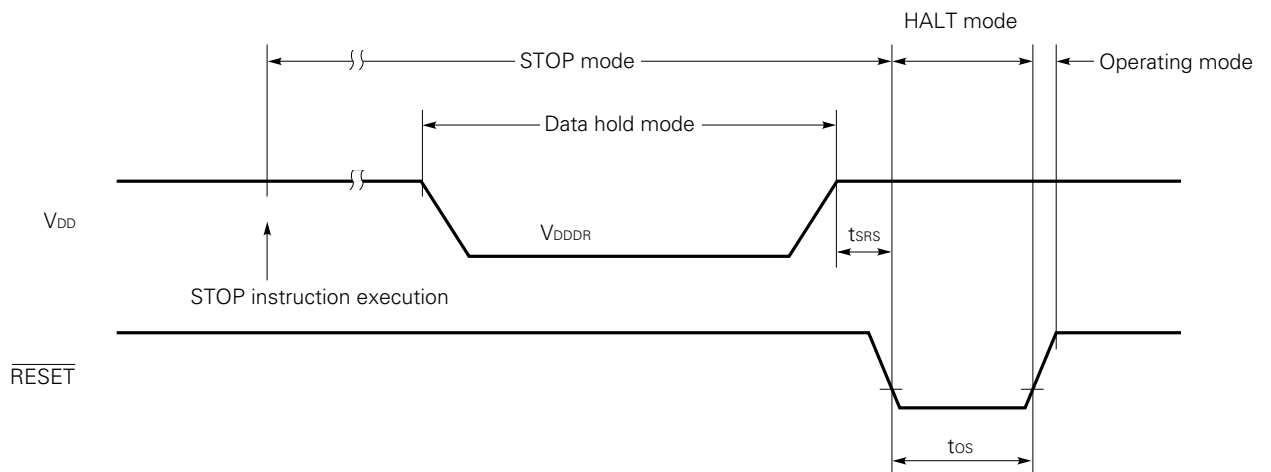 HALT mode
STOP mode
Operating mode
Data hold mode
VDD
VDDDR
tSRS
STOP instruction execution
RESET
tOS